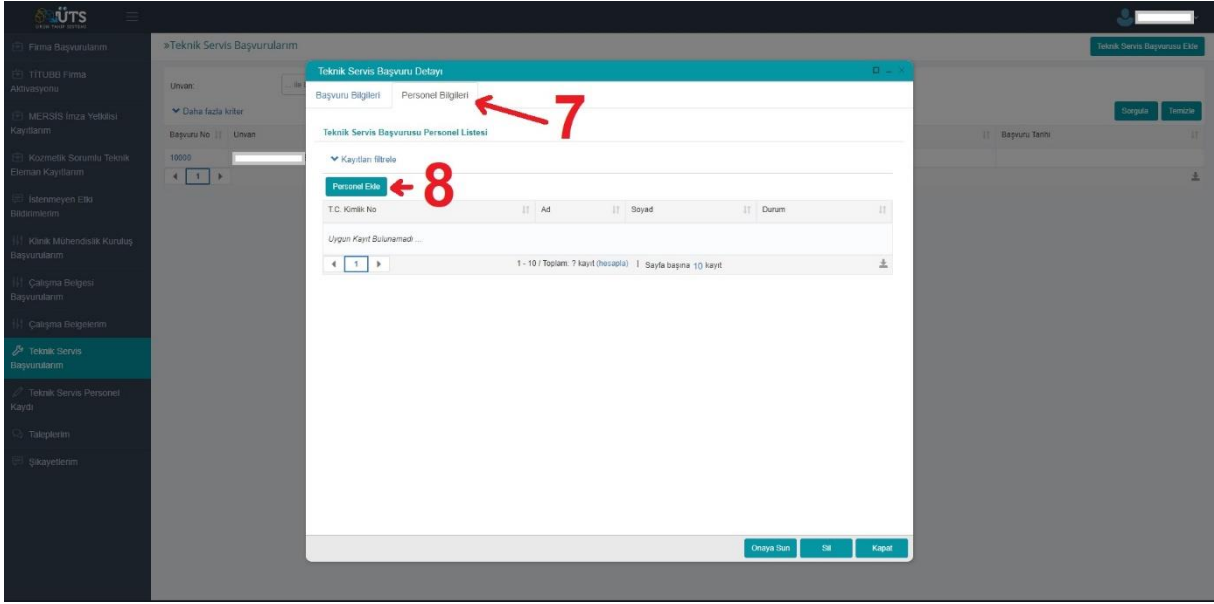 ÜTS
ÜRÜN TAKİP SİSTEMİ
Firma Başvurularım
»Teknik Servis Başvurularım
Teknik Servis Başvurusu Ekle
TİTUBB Firma
Aktivasyonu
MERSİS İmza Yetkilisi
Kayıtlarım
Kozmetik Sorumlu Teknik
Eleman Kayıtlarım
İstenmeyen Etki
Bildirimlerim
Klinik Mühendislik Kuruluş
Başvurularım
Çalışma Belgesi
Başvurularım
Çalışma Belgelerim
Teknik Servis
Başvurularım
Teknik Servis Personel
Kaydı
Taleplerim
Şikayetlerim
Unvan:
... ile
Daha fazla kriter
Sorgula Temizle
Başvuru No Unvan Başvuru Tarihi
10000
1
Teknik Servis Başvuru Detayı
Başvuru Bilgileri Personel Bilgileri
7
Teknik Servis Başvurusu Personel Listesi
Kayıtları filtrele
Personel Ekle
8
T.C. Kimlik No Ad Soyad Durum
Uygun Kayıt Bulunamadı ...
1 1 - 10 / Toplam: ? kayıt (hesapla) | Sayfa başına 10 kayıt
Onaya Sun Sil Kapat